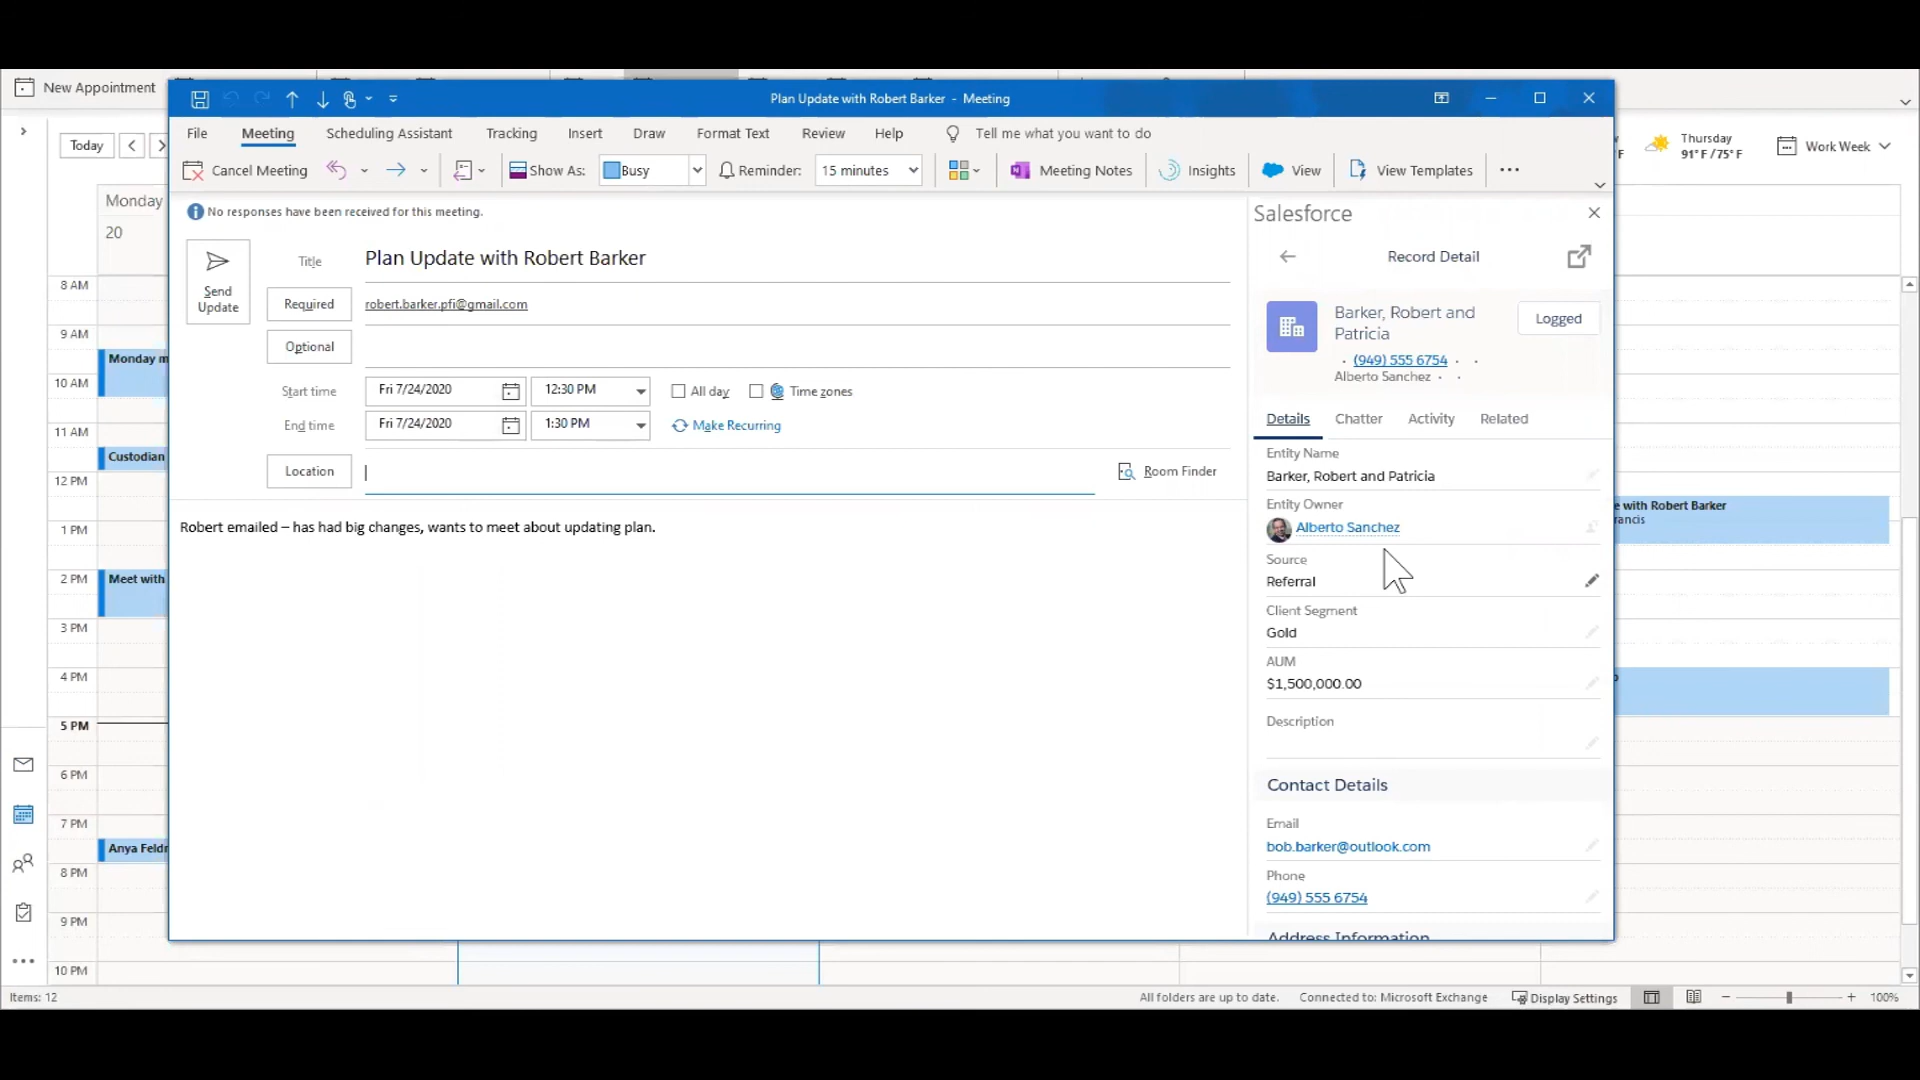 New Appointment
Plan Update with Robert Barker - Meeting
File Meeting Scheduling Assistant Tracking Insert Draw Format Text Review Help Tell me what you want to do
Cancel Meeting Show As: Busy Reminder: 15 minutes Meeting Notes Insights View View Templates
Today
Thursday
91°F/75°F
Work Week
Monday
20
No responses have been received for this meeting.
Send
Update
Title
Plan Update with Robert Barker
Required
robert.barker.pfi@gmail.com
Optional
Start time Fri 7/24/2020 12:30 PM All day Time zones
End time Fri 7/24/2020 1:30 PM Make Recurring
Location
Room Finder
Robert emailed – has had big changes, wants to meet about updating plan.
Salesforce
Record Detail
Barker, Robert and
Patricia
Logged
(949) 555 6754
Alberto Sanchez
Details Chatter Activity Related
Entity Name
Barker, Robert and Patricia
Entity Owner
Alberto Sanchez
Source
Referral
Client Segment
Gold
AUM
$1,500,000.00
Description
Contact Details
Email
bob.barker@outlook.com
Phone
(949) 555 6754
Address Information
8 AM
9 AM
Monday m
10 AM
11 AM
Custodian
12 PM
1 PM
2 PM
Meet with
3 PM
4 PM
5 PM
6 PM
7 PM
Anya Feldm
8 PM
9 PM
10 PM
e with Robert Barker
rancis
Items: 12
All folders are up to date. Connected to: Microsoft Exchange Display Settings 100%